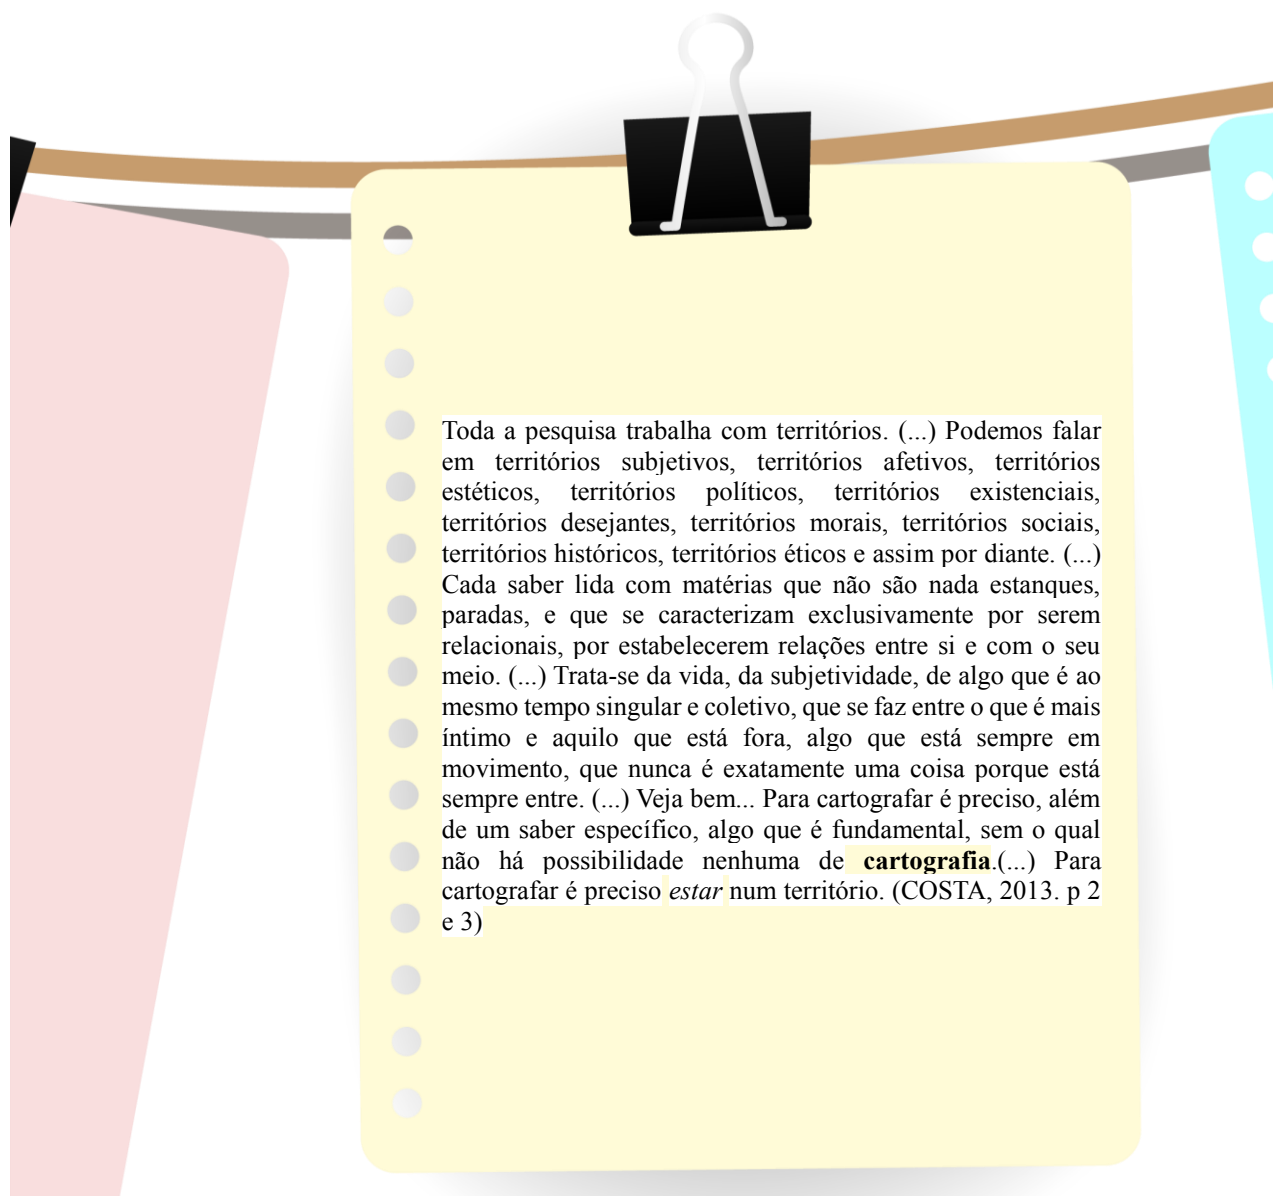 Toda a pesquisa trabalha com territórios. (...) Podemos falar
em territórios subjetivos, territórios afetivos, territórios
estéticos, territórios políticos, territórios existenciais,
territórios desejantes, territórios morais, territórios sociais,
territórios históricos, territórios éticos e assim por diante. (...)
Cada saber lida com matérias que não são nada estanques,
paradas, e que se caracterizam exclusivamente por serem
relacionais, por estabelecerem relações entre si e com o seu
meio. (...) Trata-se da vida, da subjetividade, de algo que é ao
mesmo tempo singular e coletivo, que se faz entre o que é mais
íntimo e aquilo que está fora, algo que está sempre em
movimento, que nunca é exatamente uma coisa porque está
sempre entre. (...) Veja bem... Para cartografar é preciso, além
de um saber específico, algo que é fundamental, sem o qual
não há possibilidade nenhuma de cartografia.(...) Para
cartografar é preciso estar num território. (COSTA, 2013. p 2
e 3)